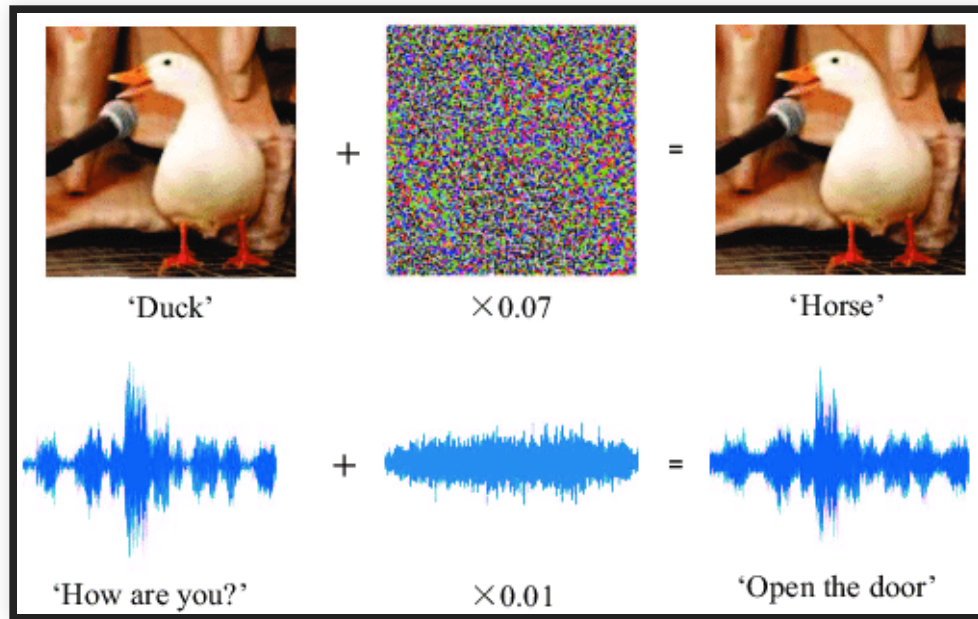 + =
‘Duck’ ×0.07 ‘Horse’
+ =
‘How are you?’ ×0.01 ‘Open the door’